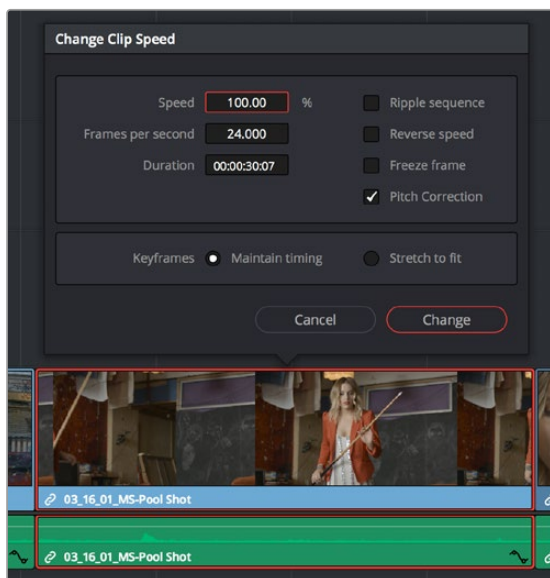 Change Clip Speed
Speed 100.00 % Ripple sequence
Frames per second 24.000 Reverse speed
Duration 00:00:30:07 Freeze frame
Pitch Correction
Keyframes Maintain timing Stretch to fit
Cancel Change
03_16_01_MS-Pool Shot
03_16_01_MS-Pool Shot